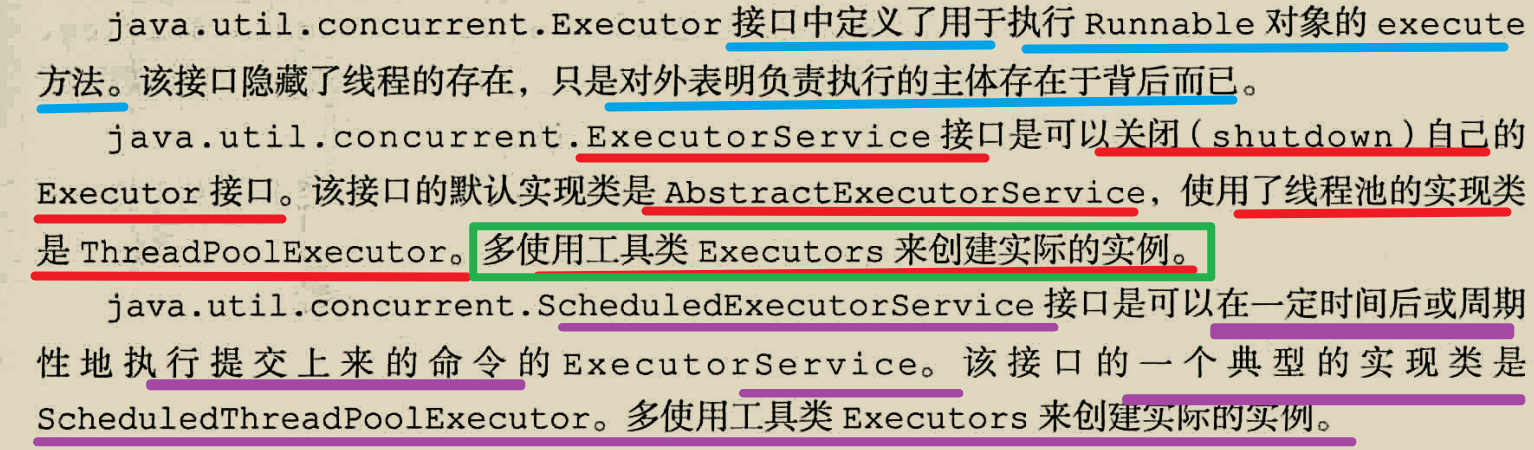 java.util.concurrent.Executor 接口中定义了用于执行 Runnable 对象的 execute
方法。该接口隐藏了线程的存在，只是对外表明负责执行的主体存在于背后而已。
java.util.concurrent.ExecutorService 接口是可以关闭（shutdown）自己的
Executor 接口。该接口的默认实现类是 AbstractExecutorService，使用了线程池的实现类
是 ThreadPoolExecutor。多使用工具类 Executors 来创建实际的实例。
java.util.concurrent.ScheduledExecutorService 接口是可以在一定时间后或周期
性地执行提交上来的命令的 ExecutorService。该接口的一个典型的实现类是
ScheduledThreadPoolExecutor。多使用工具类 Executors 来创建实际的实例。